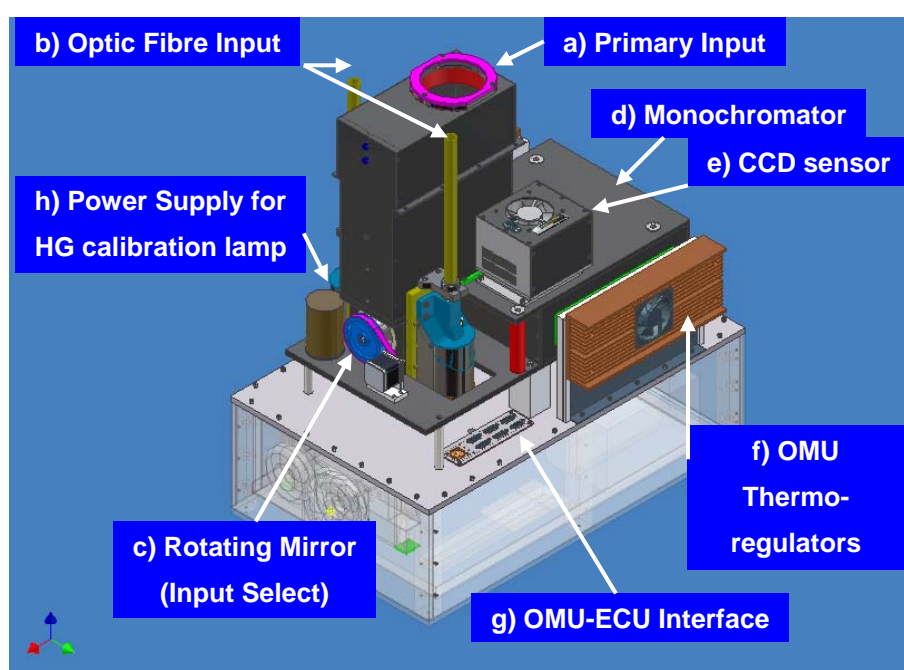 b) Optic Fibre Input
a) Primary Input
d) Monochromator
e) CCD sensor
h) Power Supply for
HG calibration lamp
f) OMU
Thermo-
regulators
c) Rotating Mirror
(Input Select)
g) OMU-ECU Interface